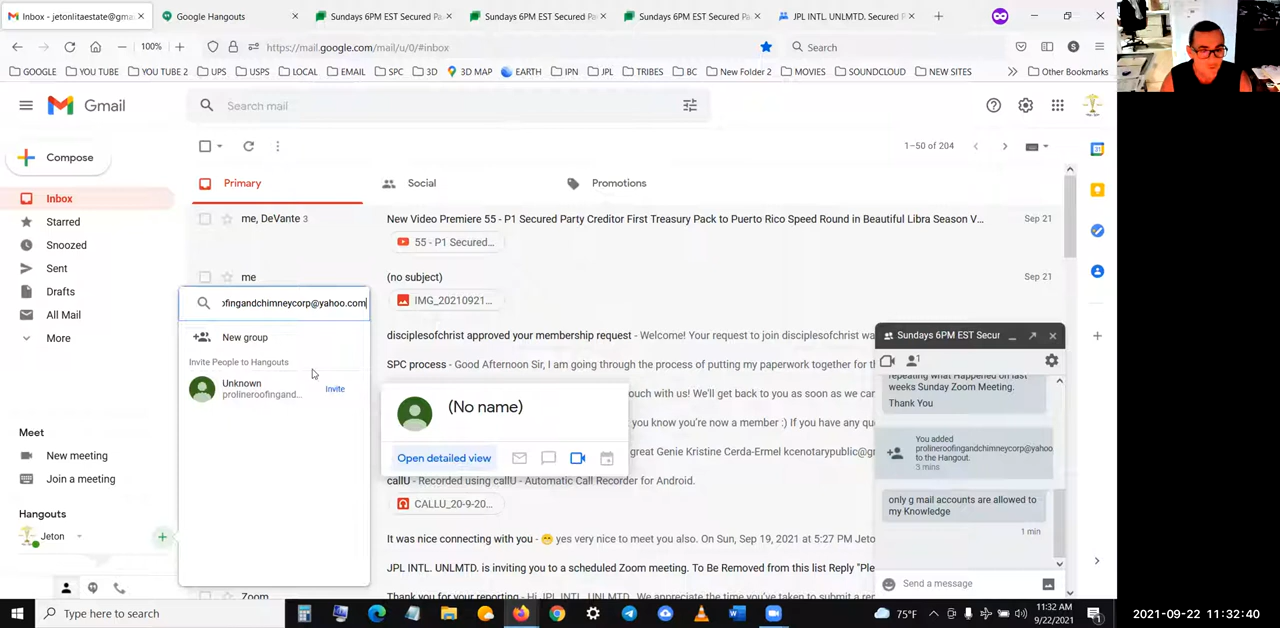 Inbox - jetonlitaestate@gma
Google Hangouts
Sundays 6PM EST Secured Pa
Sundays 6PM EST Secured Pa
Sundays 6PM EST Secured Pa
JPL INTL. UNLMTD. Secured P
100%
https://mail.google.com/mail/u/0/#inbox
Search
GOOGLE
YOU TUBE
YOU TUBE 2
UPS
USPS
LOCAL
EMAIL
SPC
3D
3D MAP
EARTH
IPN
JPL
TRIBES
BC
New Folder 2
MOVIES
SOUNDCLOUD
NEW SITES
Other Bookmarks
Gmail
Search mail
Compose
1–50 of 204
Inbox
Starred
Snoozed
Sent
Drafts
All Mail
More
Primary
Social
Promotions
me, DeVante 3
New Video Premiere 55 - P1 Secured Party Creditor First Treasury Pack to Puerto Rico Speed Round in Beautiful Libra Season V...
Sep 21
55 - P1 Secured...
me
(no subject)
Sep 21
IMG_20210921...
disciplesofchrist approved your membership request - Welcome! Your request to join disciplesofchrist wa
SPC process - Good Afternoon Sir, I am going through the process of putting my paperwork together for th
touch with us! We'll get back to you as soon as we can
you know you're now a member :) If you have any qu
great Genie Kristine Cerda-Ermel kcenotarypublic@gr
callU - Recorded using callU - Automatic Call Recorder for Android.
CALLU_20-9-20...
It was nice connecting with you - 😁 yes very nice to meet you also. On Sun, Sep 19, 2021 at 5:27 PM Jeto
JPL INTL. UNLMTD. is inviting you to a scheduled Zoom meeting. To Be Removed from this list Reply "Ple
Zoom
Thank you for your reporting - Hi, JPL INTL. UNLMTD, We appreciate the time you've taken to submit a re
ofingandchimneycorp@yahoo.com
New group
Invite People to Hangouts
Unknown
prolineroofingand...
Invite
(No name)
Open detailed view
Meet
New meeting
Join a meeting
Hangouts
Jeton
Sundays 6PM EST Secur
repeating what Happened on last
weeks Sunday Zoom Meeting.
Thank You
You added
prolineroofingandchimneycorp@yahoo
to the Hangout.
3 mins
only g mail accounts are allowed to
my Knowledge
1 min
Send a message
Type here to search
75°F
11:32 AM
9/22/2021
2021-09-22 11:32:40